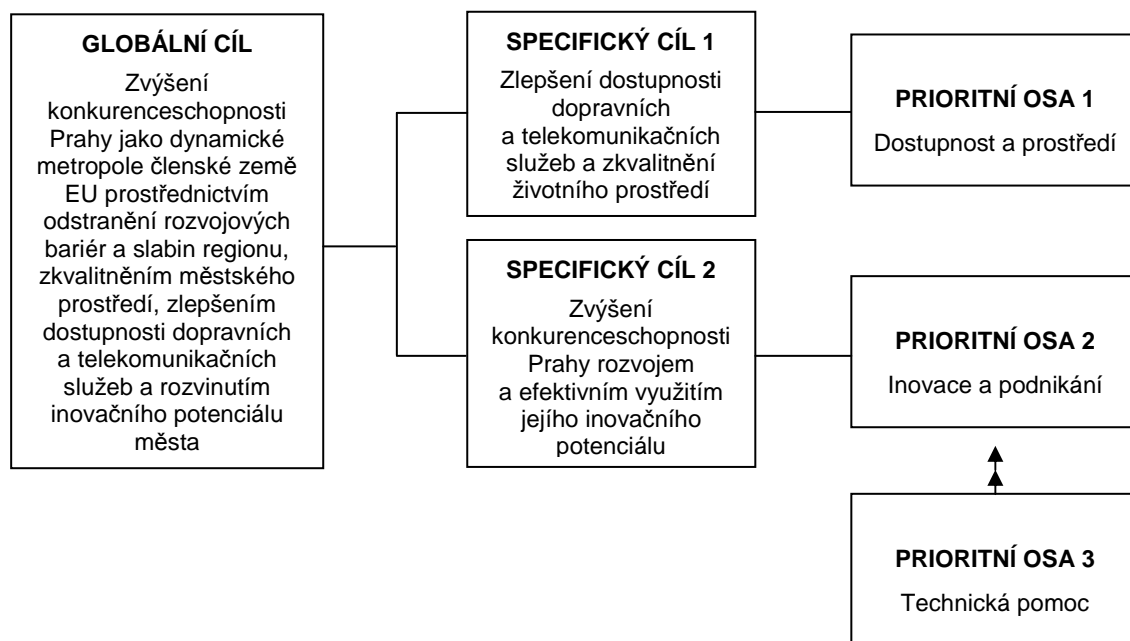 GLOBÁLNÍ CÍL
Zvýšení
konkurenceschopnosti
Prahy jako dynamické
metropole členské země
EU prostřednictvím
odstranění rozvojových
bariér a slabin regionu,
zkvalitněním městského
prostředí, zlepšením
dostupnosti dopravních
a telekomunikačních
služeb a rozvinutím
inovačního potenciálu
města
SPECIFICKÝ CÍL 1
Zlepšení dostupnosti
dopravních
a telekomunikačních
služeb a zkvalitnění
životního prostředí
SPECIFICKÝ CÍL 2
Zvýšení
konkurenceschopnosti
Prahy rozvojem
a efektivním využitím
jejího inovačního
potenciálu
PRIORITNÍ OSA 1
Dostupnost a prostředí
PRIORITNÍ OSA 2
Inovace a podnikání
PRIORITNÍ OSA 3
Technická pomoc